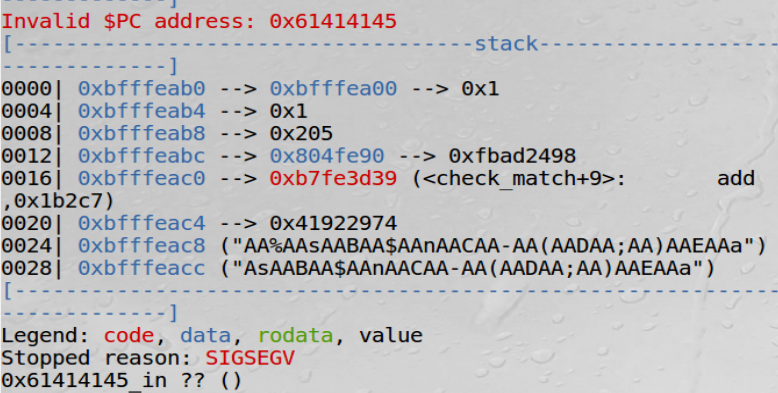 -------------]
Invalid $PC address: 0x61414145
[------------------------------------stack-------------------
-------------]
0000| 0xbfffeab0 --> 0xbfffea00 --> 0x1
0004| 0xbfffeab4 --> 0x1
0008| 0xbfffeab8 --> 0x205
0012| 0xbfffeabc --> 0x804fe90 --> 0xfbad2498
0016| 0xbfffeac0 --> 0xb7fe3d39 (<check_match+9>: add
,0x1b2c7)
0020| 0xbfffeac4 --> 0x41922974
0024| 0xbfffeac8 ("AA%AAsAABAA$AAnAACAA-AA(AADAA;AA)AAEAAa")
0028| 0xbfffeacc ("AsAABAA$AAnAACAA-AA(AADAA;AA)AAEAAa")
[------------------------------------------------------------
-------------]
Legend: code, data, rodata, value
Stopped reason: SIGSEGV
0x61414145 in ?? ()